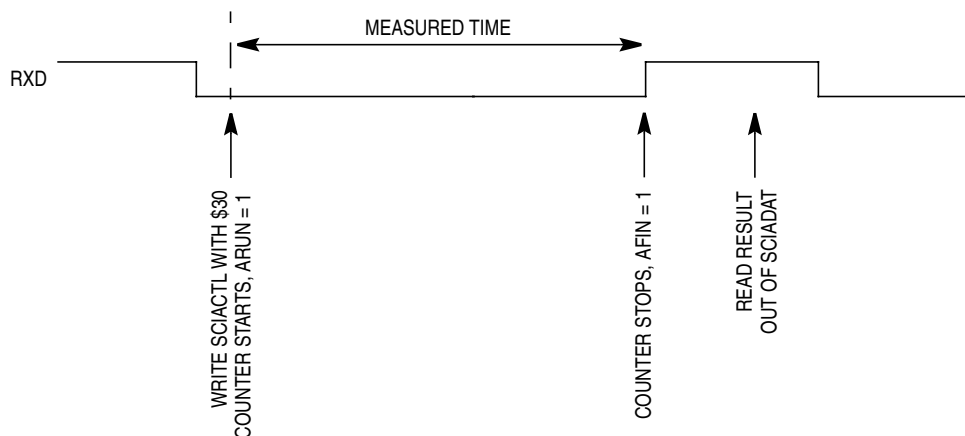 MEASURED TIME
RXD
WRITE SCIACTL WITH $30
COUNTER STARTS, ARUN = 1
COUNTER STOPS, AFIN = 1
READ RESULT
OUT OF SCIADAT